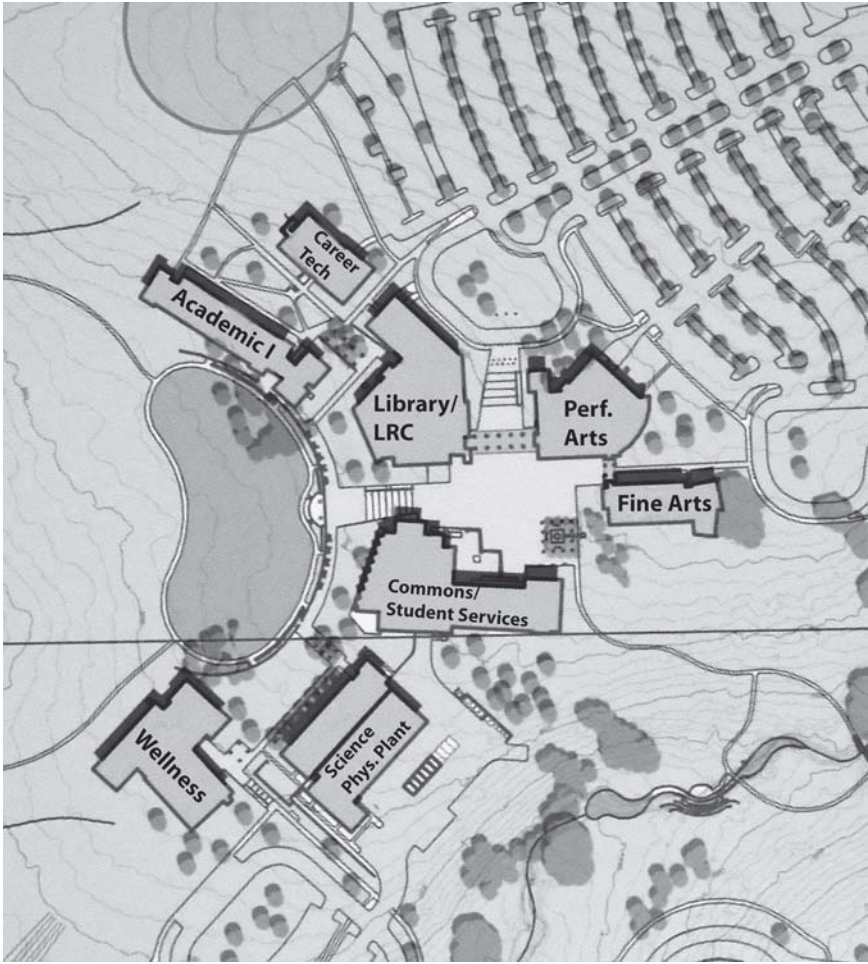 Career
Tech
Academic I
Library/
LRC
Perf.
Arts
Fine Arts
Commons/
Student Services
Wellness
Science
Phys. Plant